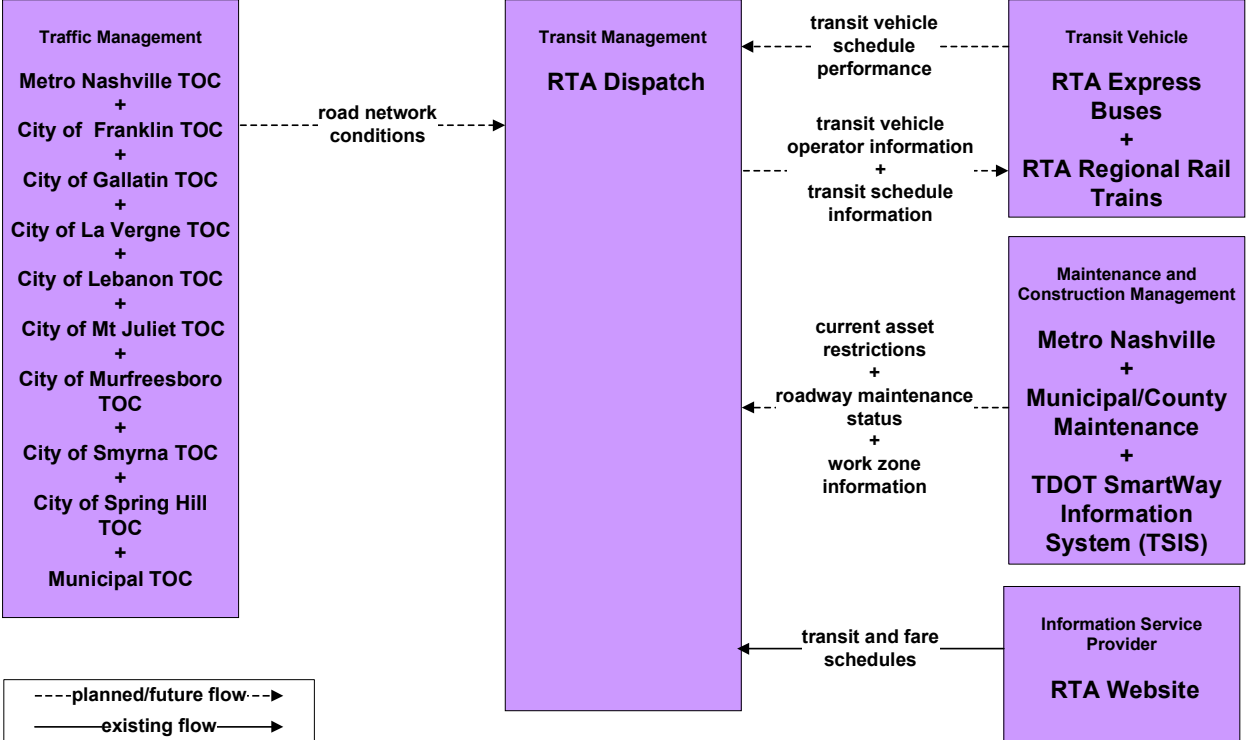 Traffic Management
Metro Nashville TOC
+
City of  Franklin TOC
+
City of Gallatin TOC
+
City of La Vergne TOC
+
City of Lebanon TOC
+
City of Mt Juliet TOC
+
City of Murfreesboro
TOC
+
City of Smyrna TOC
+
City of Spring Hill
TOC
+
Municipal TOC
road network
conditions
Transit Management
RTA Dispatch
transit vehicle
schedule
performance
transit vehicle
operator information
+
transit schedule
information
Transit Vehicle
RTA Express
Buses
+
RTA Regional Rail
Trains
current asset
restrictions
+
roadway maintenance
status
+
work zone
information
Maintenance and
Construction Management
Metro Nashville
+
Municipal/County
Maintenance
+
TDOT SmartWay
Information
System (TSIS)
transit and fare
schedules
Information Service
Provider
RTA Website
planned/future flow
existing flow